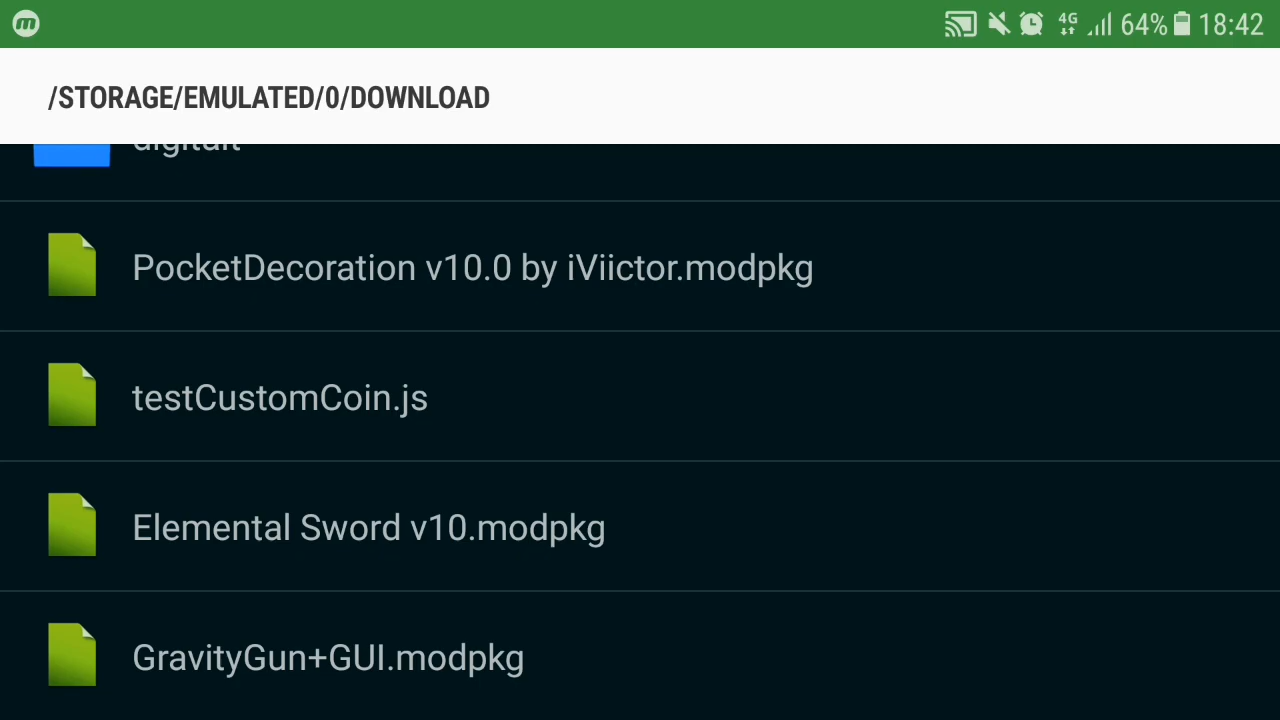 4G 64% 18:42
/STORAGE/EMULATED/0/DOWNLOAD
PocketDecoration v10.0 by iViictor.modpkg
testCustomCoin.js
Elemental Sword v10.modpkg
GravityGun+GUI.modpkg